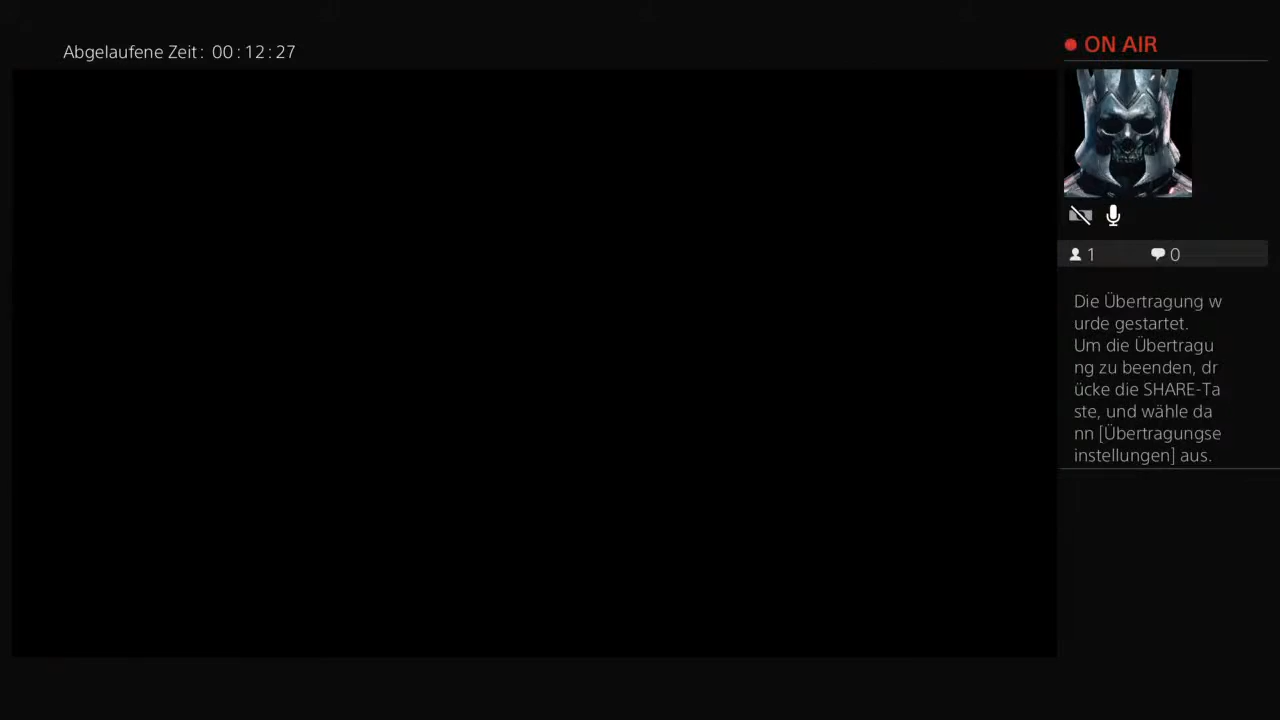 Abgelaufene Zeit: 00:12:27
ON AIR
1
0
Die Übertragung w
urde gestartet.
Um die Übertragu
ng zu beenden, dr
ücke die SHARE-Ta
ste, und wähle da
nn [Übertragungse
instellungen] aus.